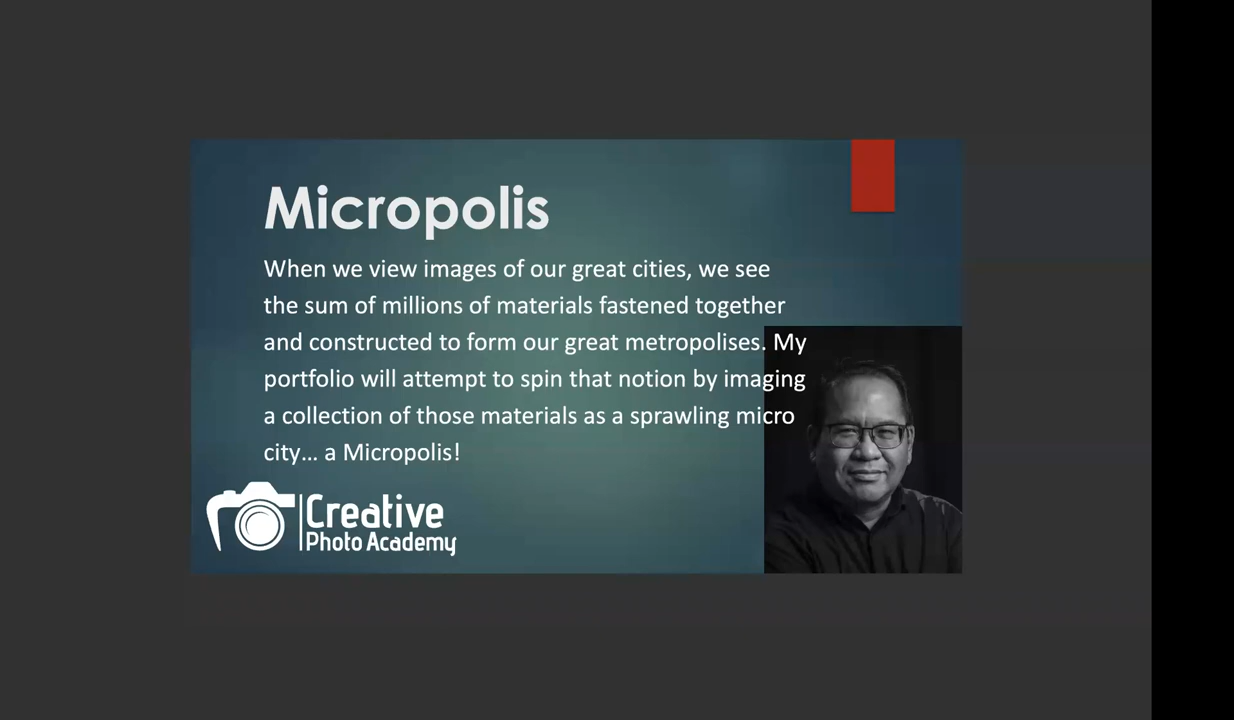 Micropolis
When we view images of our great cities, we see
the sum of millions of materials fastened together
and constructed to form our great metropolises. My
portfolio will attempt to spin that notion by imaging
a collection of those materials as a sprawling micro
city... a Micropolis!
Creative
Photo Academy